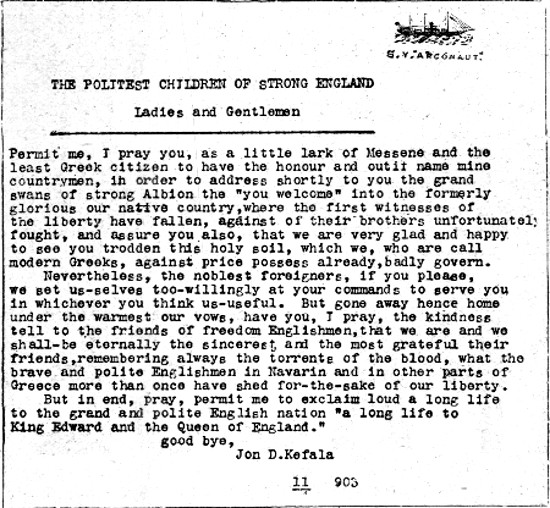 S.Y. "ARGONAUT."
THE POLITEST CHILDREN OF STRONG ENGLAND
Ladies and Gentlemen
Permit me, I pray you, as a little lark of Messene and the
least Greek citizen to have the honour and outit name mine
countrymen, in order to address shortly to you the grand
swans of strong Albion the "you welcome" into the formerly
glorious our native country,where the first witnesses of
the liberty have fallen, against of their brothers unfortunately
fought, and assure you also, that we are very glad and happy
to see you trodden this holy soil, which we, who are call
modern Greeks, against price possess already,badly govern.
Nevertheless, the noblest foreigners, if you please,
we set us-selves too-willingly at your commands to serve you
in whichever you think us-useful. But gone away hence home
under the warmest our vows, have you, I pray, the kindness
tell to the friends of freedom Englishmen,that we are and we
shall-be eternally the sincerest and the most grateful their
friends,remembering always the torrents of the blood, what the
brave and polite Englishmen in Navarin and in other parts of
Greece more than once have shed for-the-sake of our liberty.
But in end, pray, permit me to exclaim loud a long life
to the grand and polite English nation "a long life to
King Edward and the Queen of England."
good bye,
Jon D.Kefala
11 903